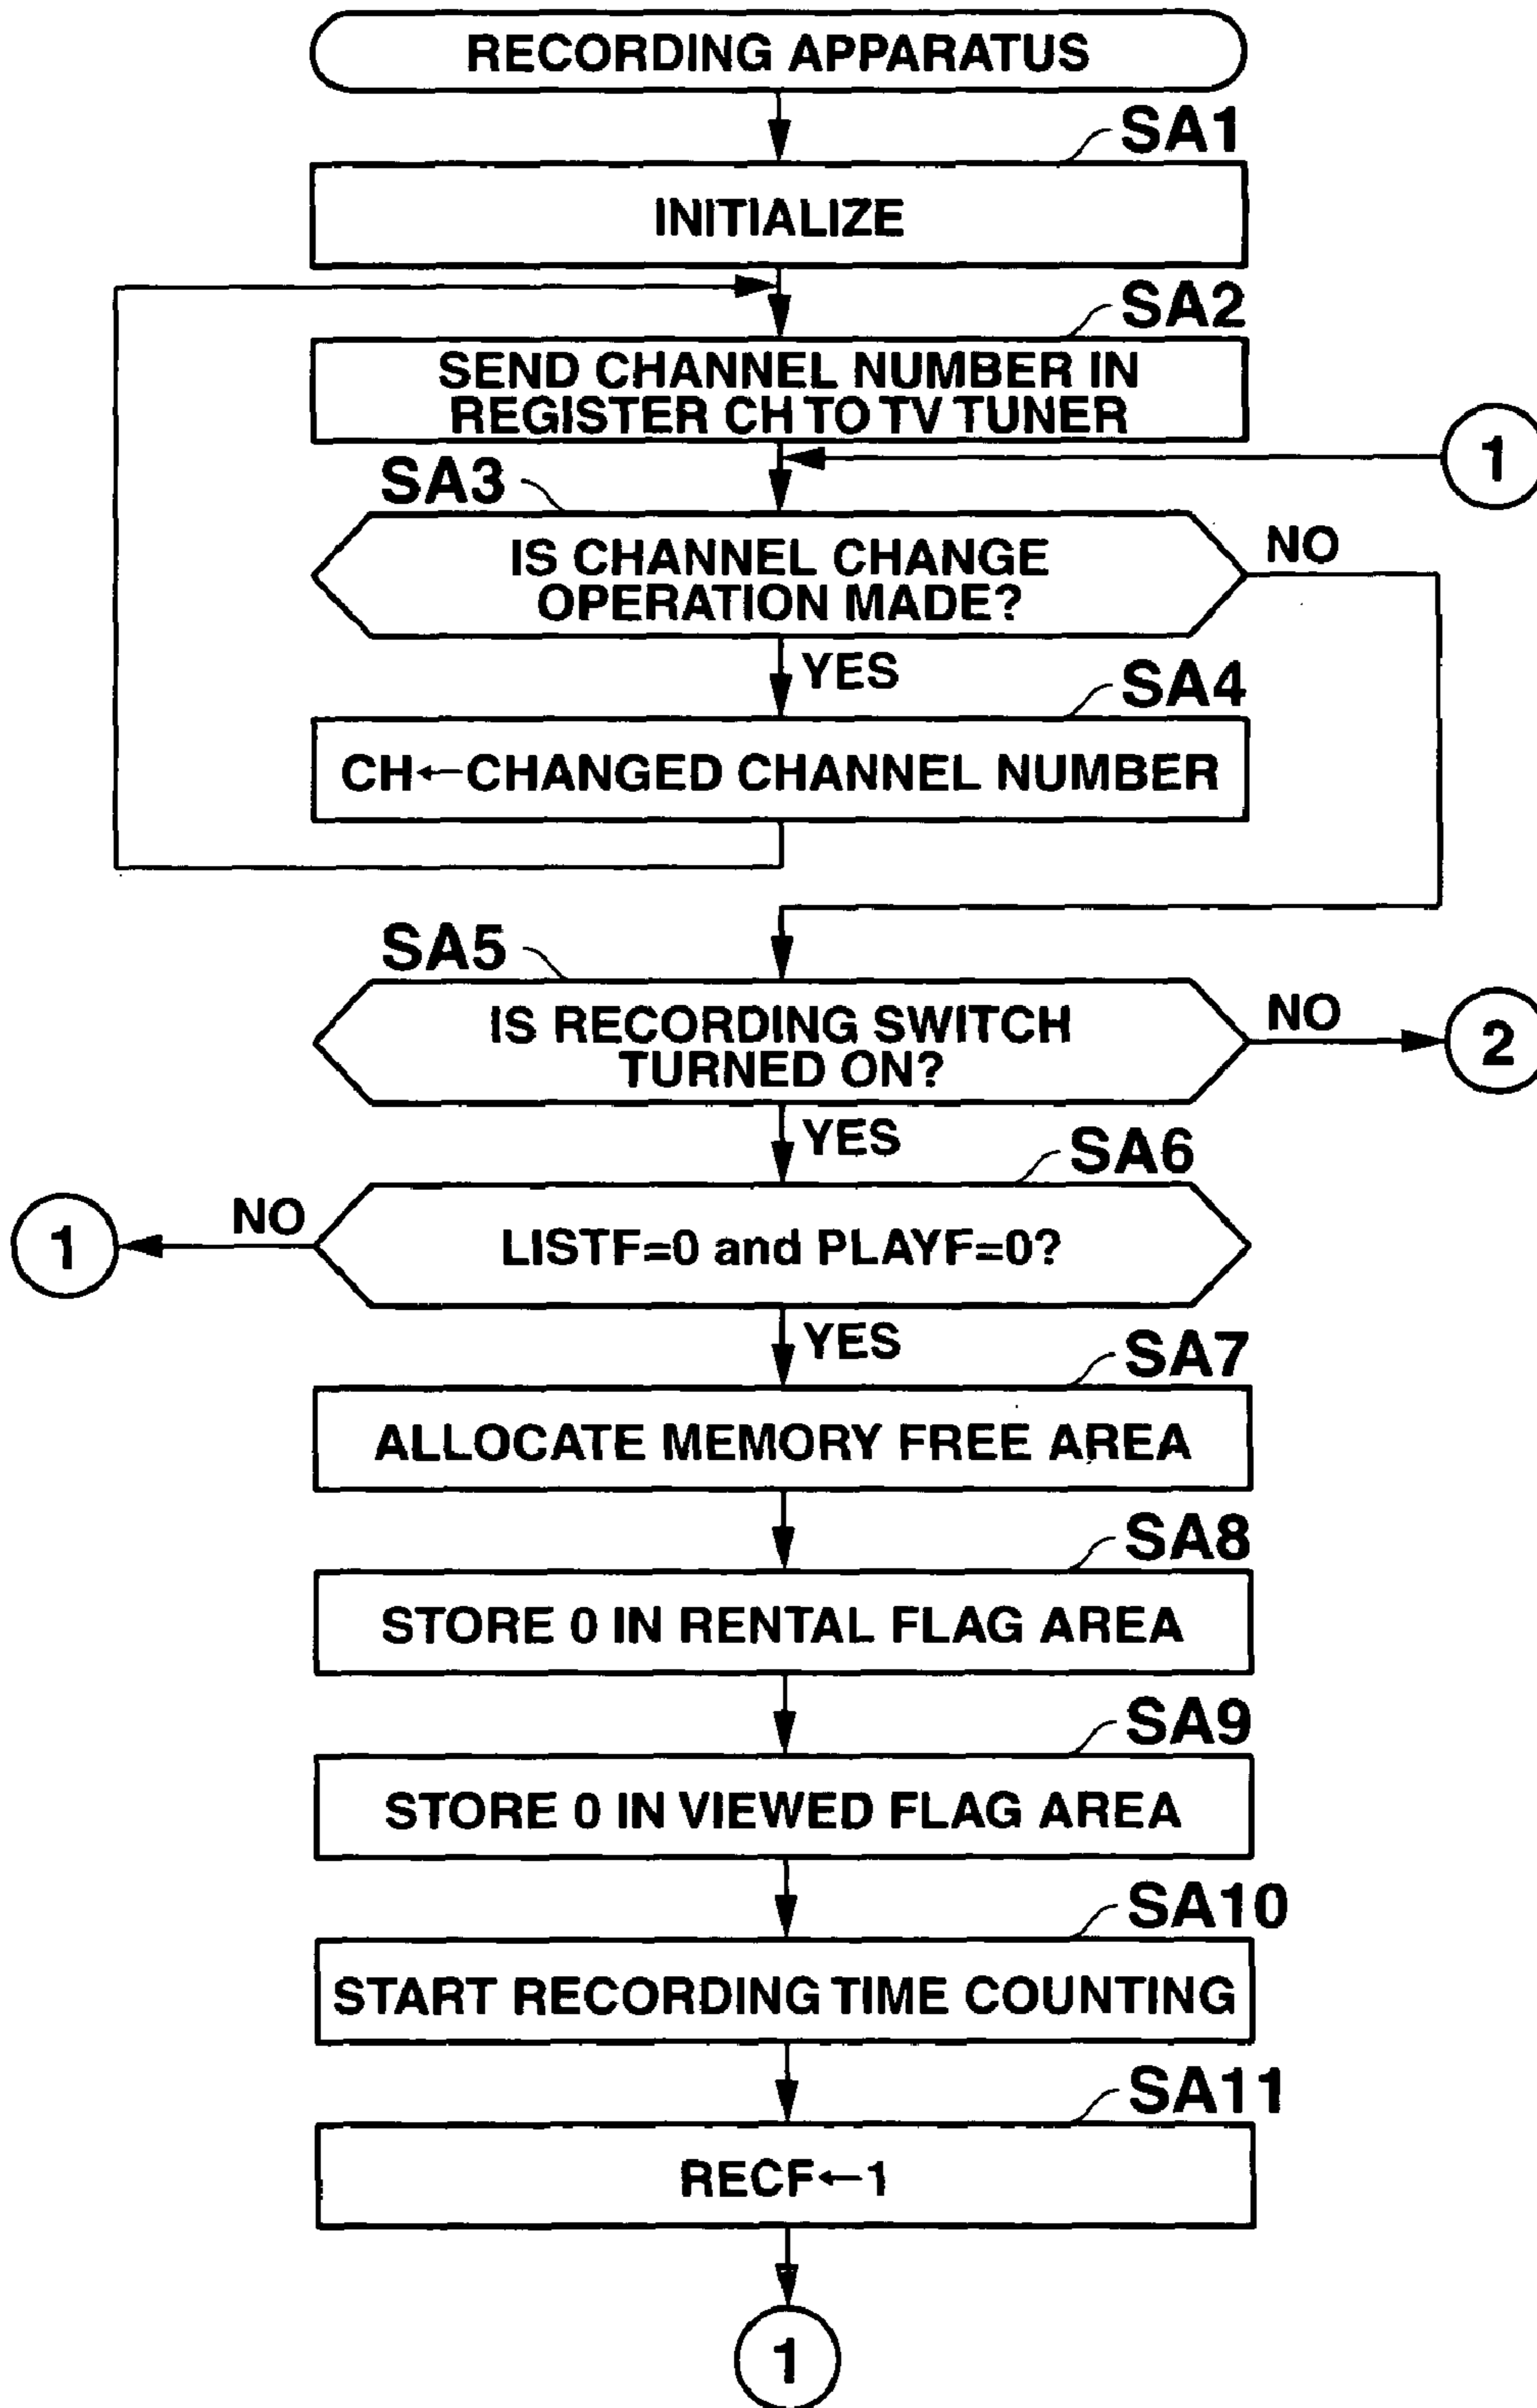 RECORDING APPARATUS
SA1
INITIALIZE
SA2
SEND CHANNEL NUMBER IN
REGISTER CH TO TV TUNER
1
SA3
IS CHANNEL CHANGE
OPERATION MADE?
NO
YES
SA4
CH←CHANGED CHANNEL NUMBER
SA5
IS RECORDING SWITCH
TURNED ON?
NO
2
YES
SA6
1
NO
LISTF=0 and PLAYF=0?
YES
SA7
ALLOCATE MEMORY FREE AREA
SA8
STORE 0 IN RENTAL FLAG AREA
SA9
STORE 0 IN VIEWED FLAG AREA
SA10
START RECORDING TIME COUNTING
SA11
RECF←1
1